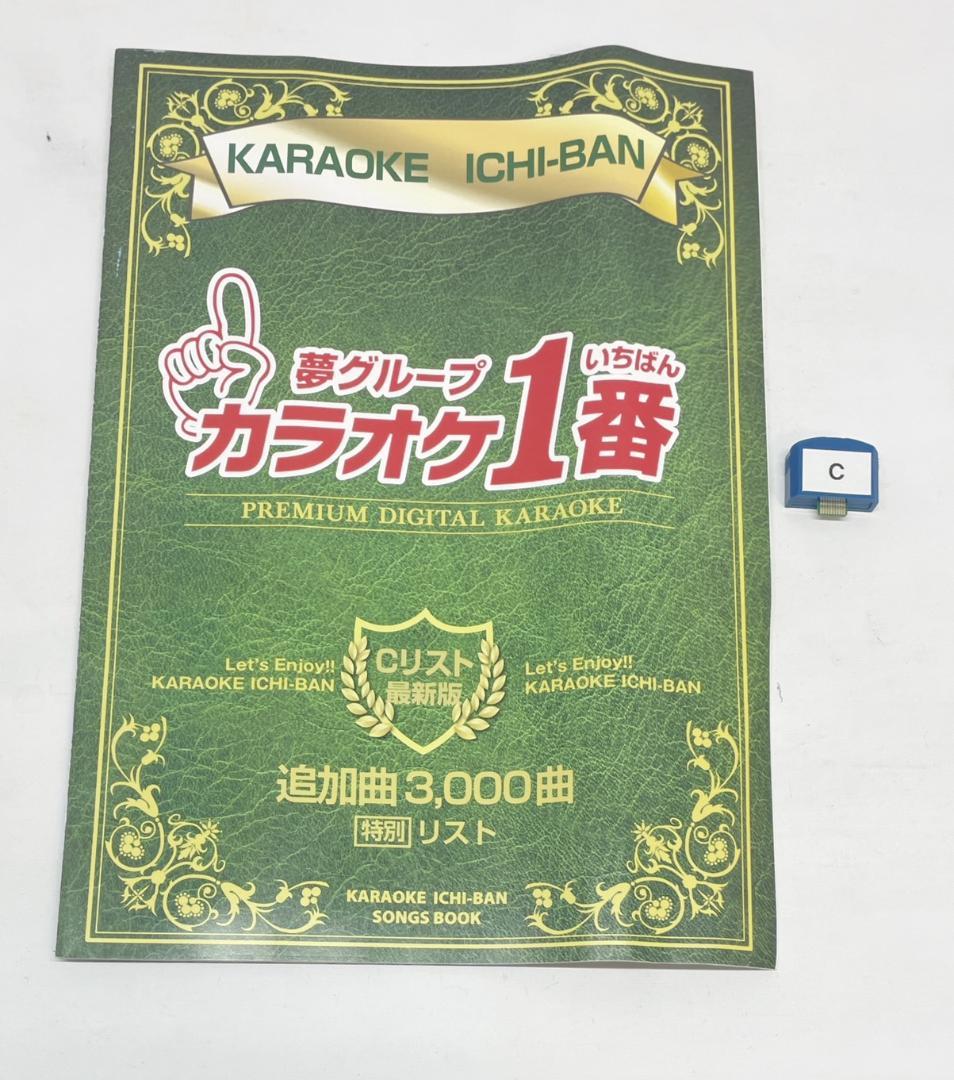 KARAOKE ICHI-BAN
夢グループ
いちばん
カラオケ1番
PREMIUM DIGITAL KARAOKE
Let's Enjoy!!
KARAOKE ICHI-BAN
Cリスト
最新版
Let's Enjoy!!
KARAOKE ICHI-BAN
追加曲3,000曲
特別リスト
KARAOKE ICHI-BAN
SONGS BOOK
C